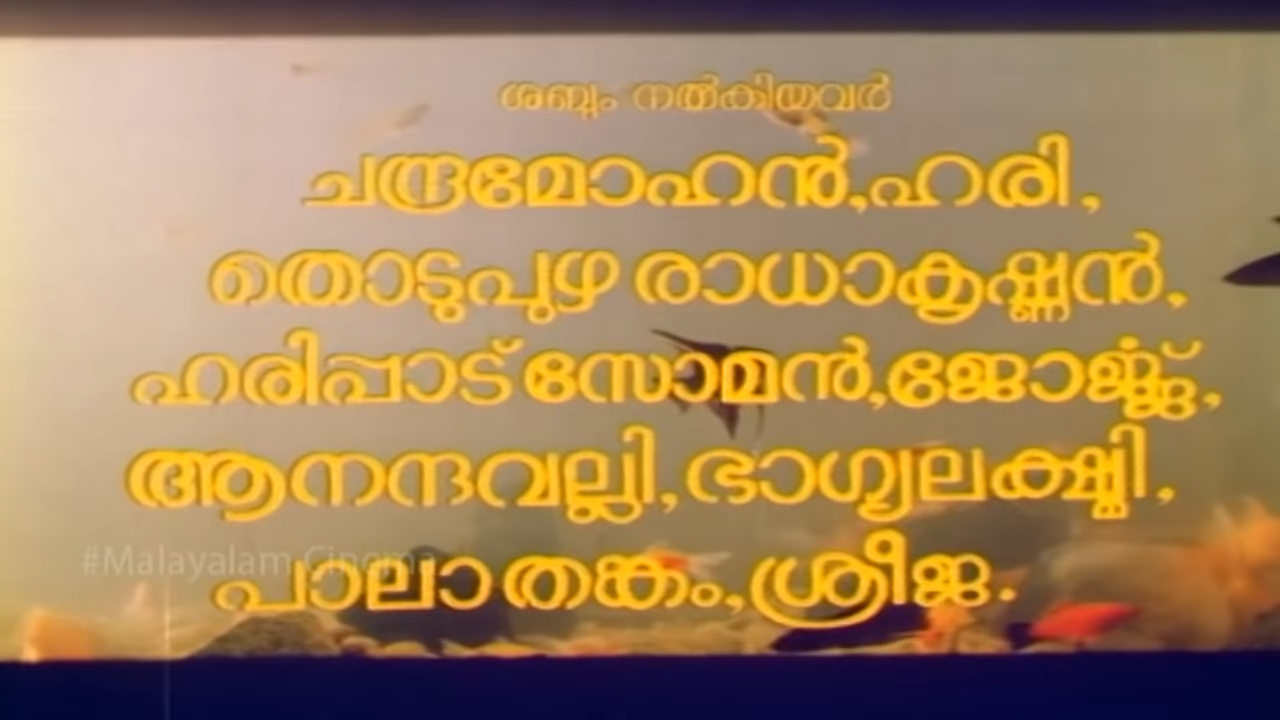 ശബ്ദം നൽകിയവർ
ചന്ദ്രമോഹൻ, ഹരി,
തൊടുപുഴ രാധാകൃഷ്ണൻ,
ഹരിപ്പാട് സോമൻ, ജോർജ്ജ്,
ആനന്ദവല്ലി, ഭാഗ്യലക്ഷ്മി,
#Malayalam Cinema
പാലാ തങ്കം, ശ്രീജ.